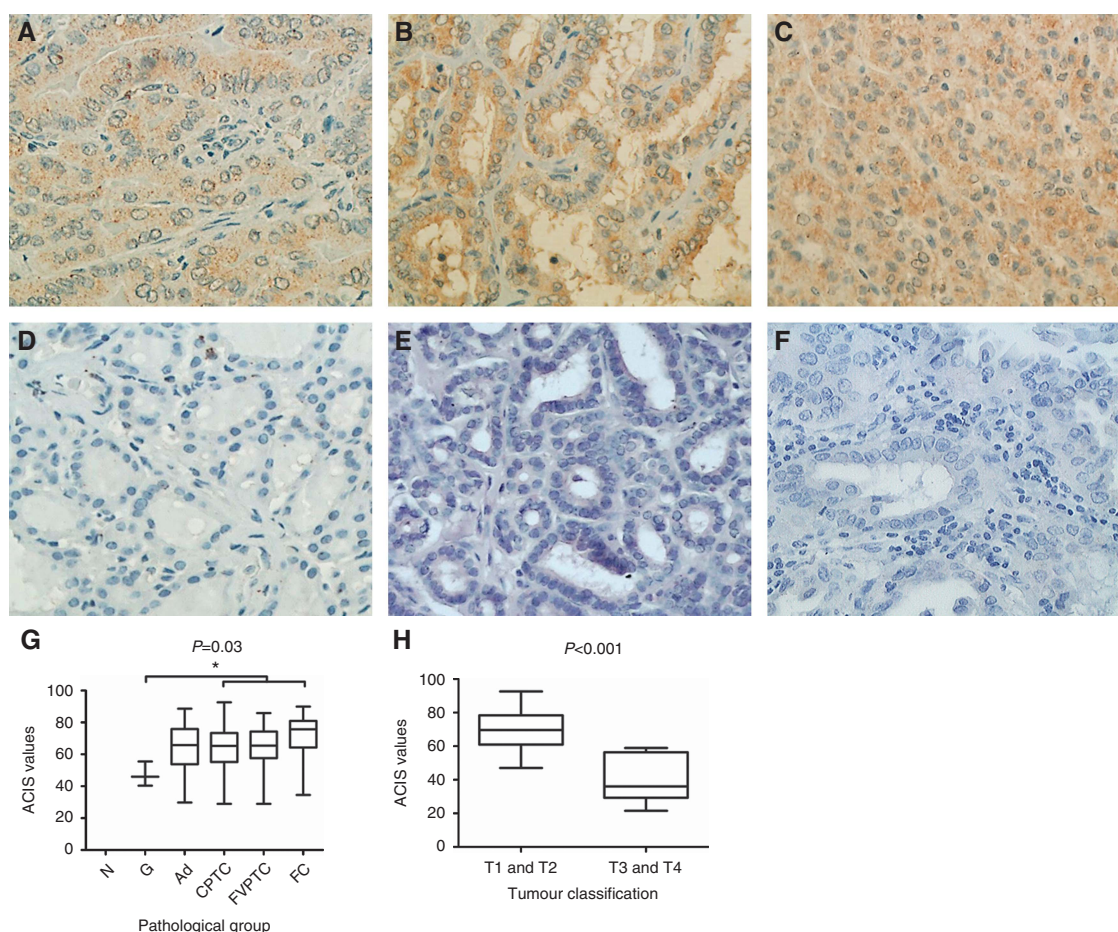 A
B
C
D
E
F
G
P=0.03
*
ACIS values
100
80
60
40
20
0
N
G
Ad
CPTC
FVPTC
FC
Pathological group
H
P<0.001
ACIS values
100
80
60
40
20
0
T1 and T2
T3 and T4
Tumour classification